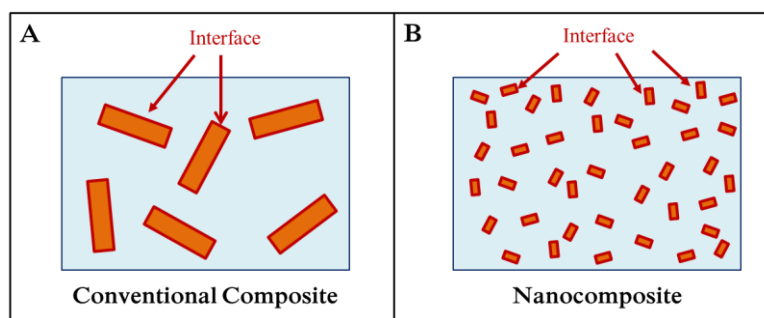 A
Interface
Conventional Composite
B
Interface
Nanocomposite